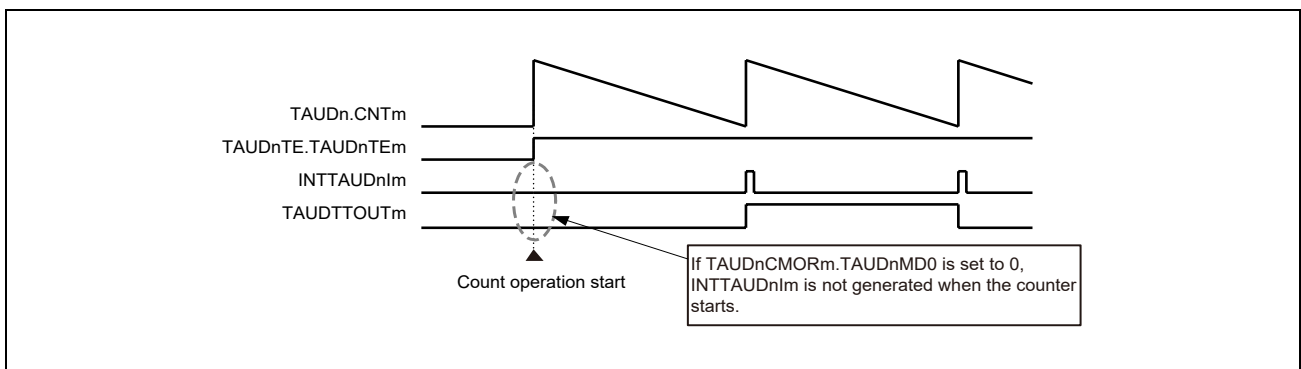 TAUDn.CNTm
TAUDnTE.TAUDnTEm
INTTAUDnIm
TAUDTTOUTm
Count operation start
If TAUDnCMORm.TAUDnMD0 is set to 0,
INTTAUDnIm is not generated when the counter
starts.